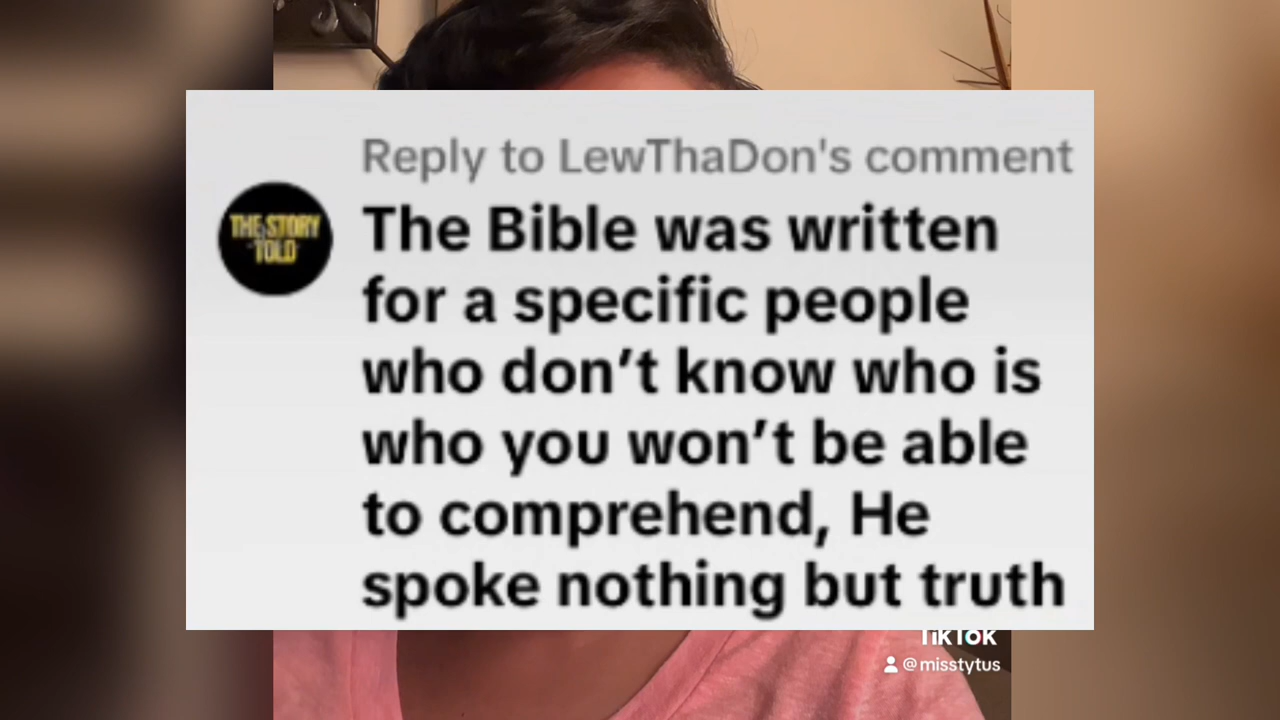 Reply to LewThaDon's comment
THE STORY
TOLD
The Bible was written
for a specific people
who don’t know who is
who you won’t be able
to comprehend, He
spoke nothing but truth
TikTok
@misstytus